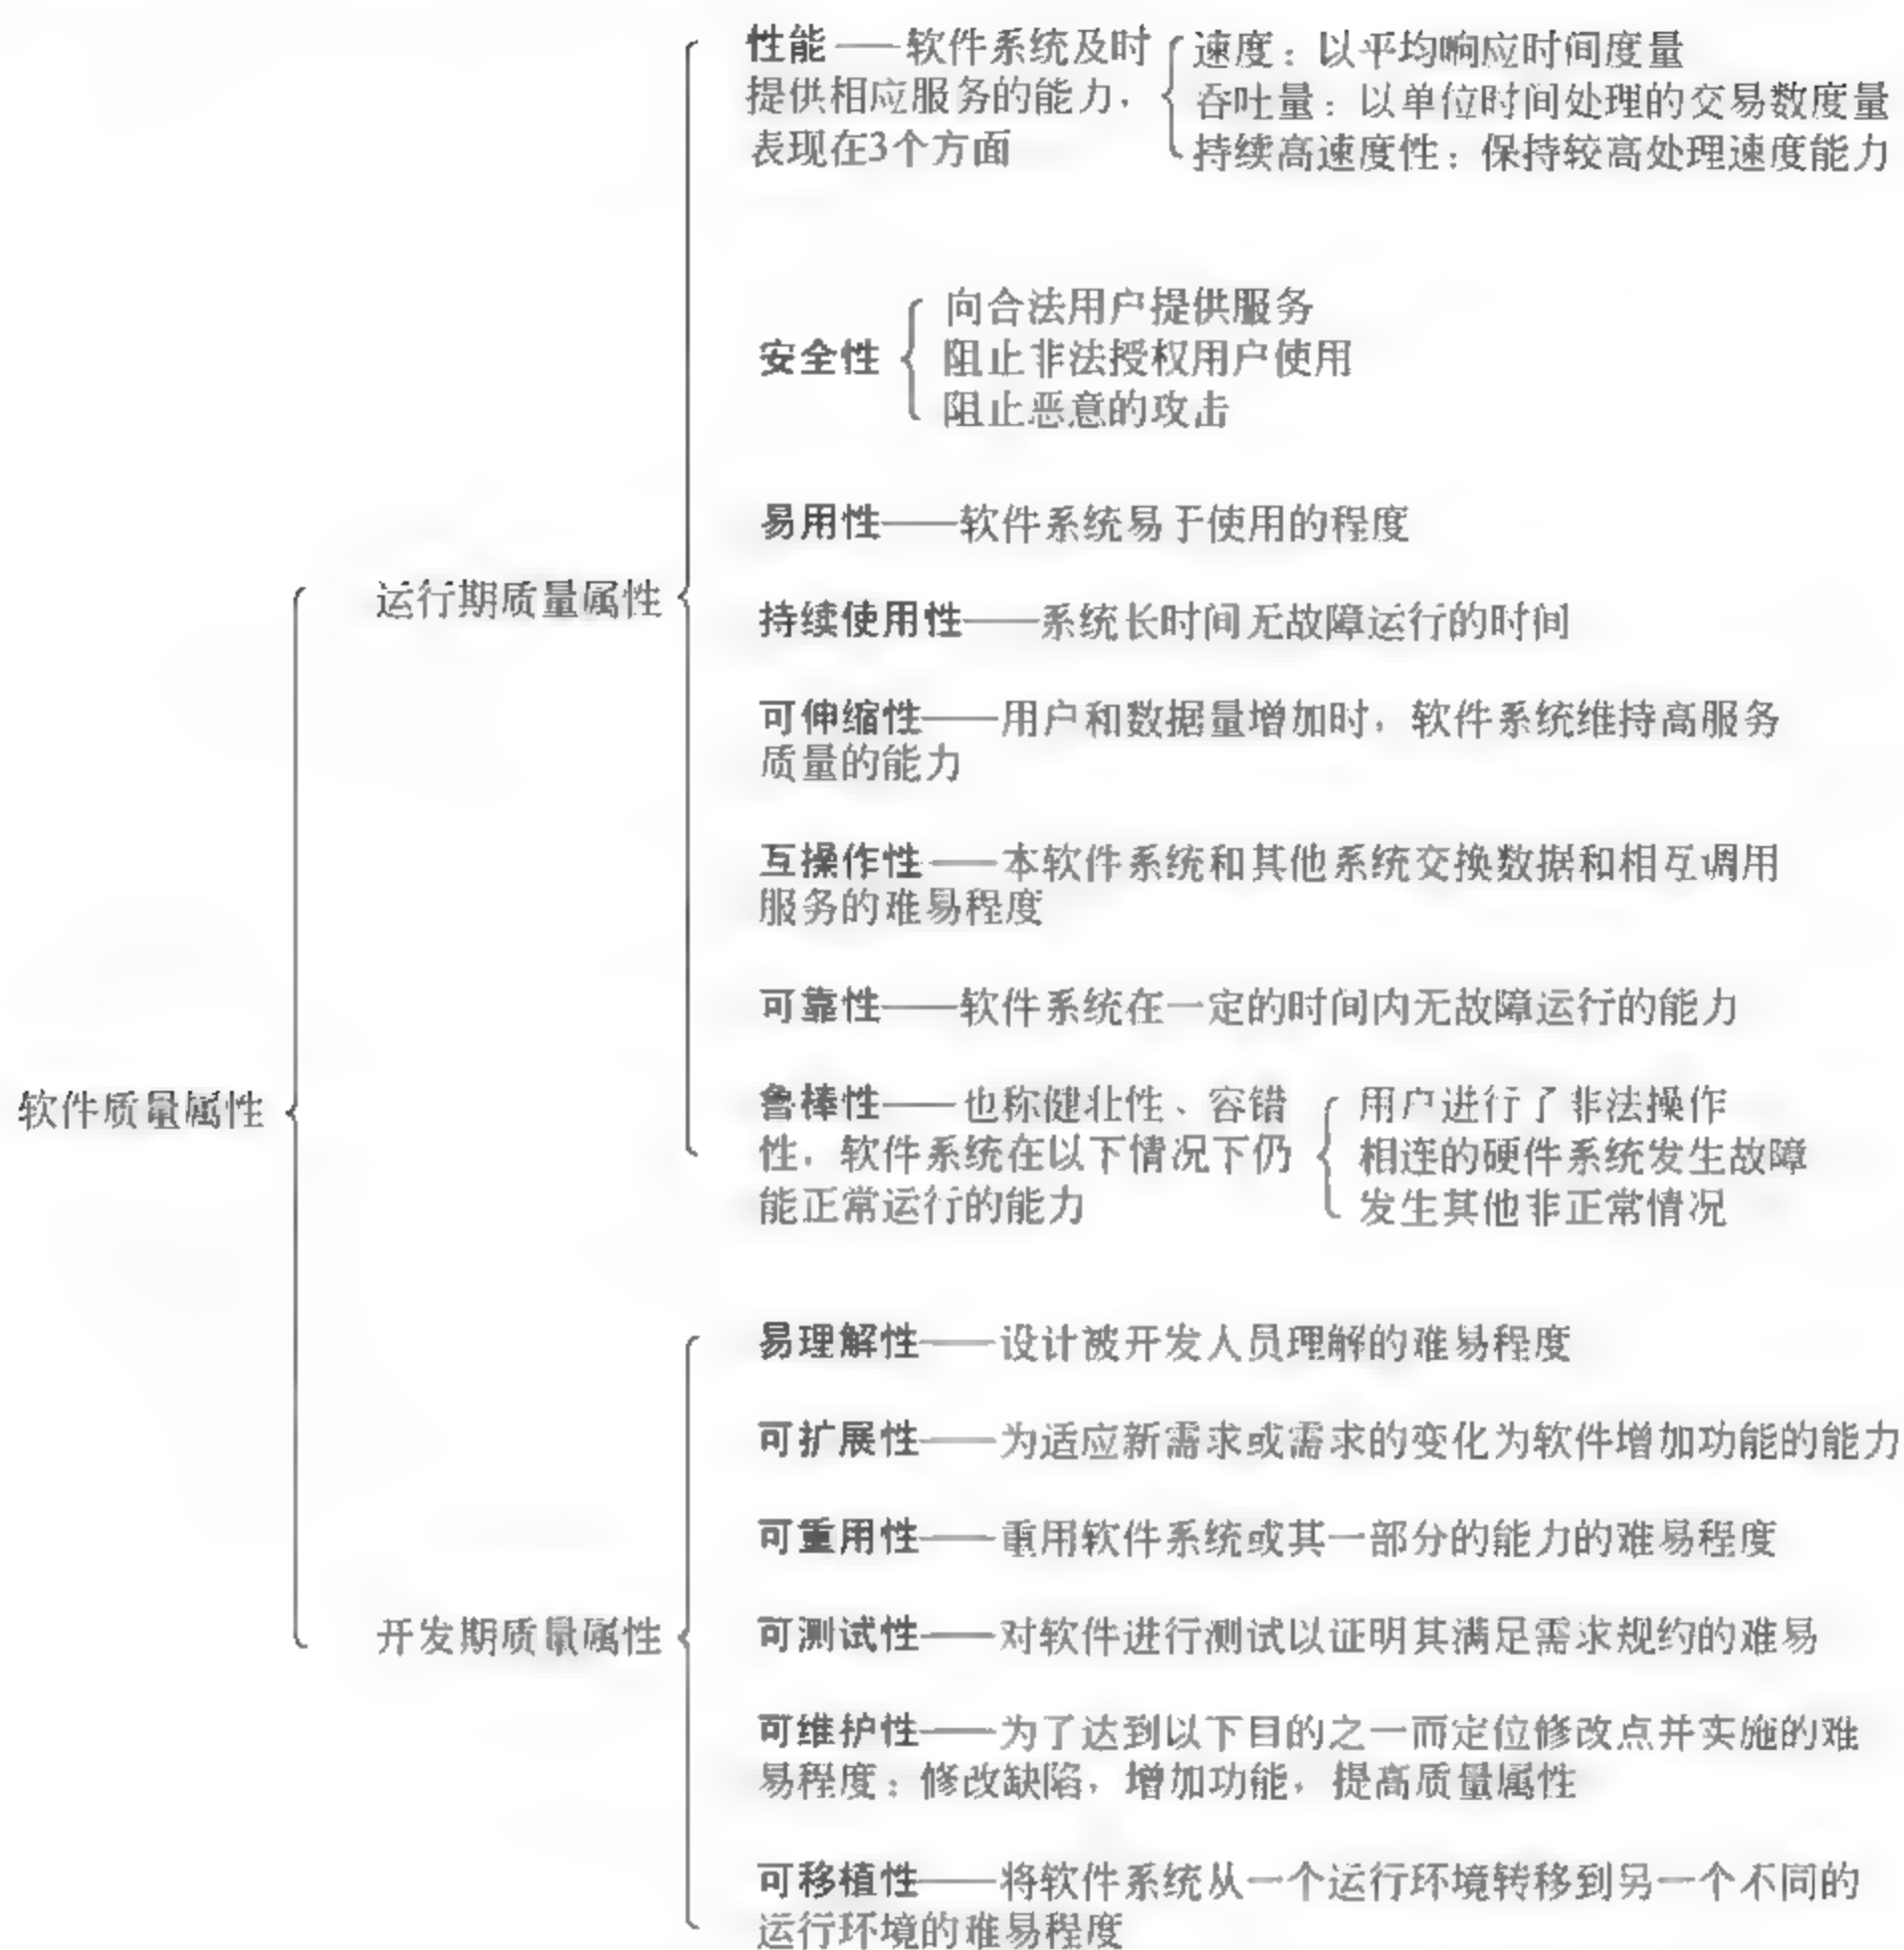 性能——软件系统及时
提供相应服务的能力，
表现在3个方面
速度：以平均响应时间度量
吞吐量：以单位时间处理的交易数度量
持续高速度性：保持较高处理速度能力
安全性
向合法用户提供服务
阻止非法授权用户使用
阻止恶意的攻击
易用性——软件系统易于使用的程度
运行期质量属性
持续使用性——系统长时间无故障运行的时间
可伸缩性——用户和数据量增加时，软件系统维持高服务
质量的能力
互操作性——本软件系统和其他系统交换数据和相互调用
服务的难易程度
可靠性——软件系统在一定的时间内无故障运行的能力
软件质量属性
鲁棒性——也称健壮性、容错
性，软件系统在以下情况下仍
能正常运行的能力
用户进行了非法操作
相连的硬件系统发生故障
发生其他非正常情况
易理解性——设计被开发人员理解的难易程度
可扩展性——为适应新需求或需求的变化为软件增加功能的能力
可重用性——重用软件系统或其一部分的能力的难易程度
开发期质量属性
可测试性——对软件进行测试以证明其满足需求规约的难易
可维护性——为了达到以下目的之一而定位修改点并实施的难
易程度：修改缺陷，增加功能，提高质量属性
可移植性——将软件系统从一个运行环境转移到另一个不同的
运行环境的难易程度